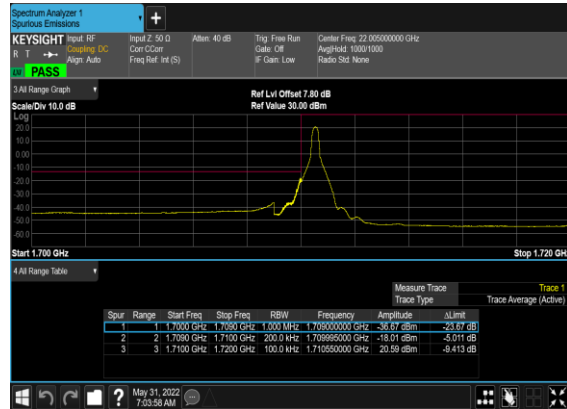 Spectrum Analyzer 1
Spurious Emissions
KEYSIGHT Input: RF Input Z: 50 Ω Atten: 40 dB Trig: Free Run Center Freq: 22.005000000 GHz
R T Coupling: DC Corr CCorr Gate: Off Avg|Hold: 1000/1000
Align: Auto Freq Ref: Int (S) IF Gain: Low Radio Std: None
PASS
3 All Range Graph
Ref Lvl Offset 7.80 dB
Scale/Div 10.0 dB Ref Value 30.00 dBm
Log
20.0
10.0
0.00
-10.0
-20.0
-30.0
-40.0
-50.0
-60.0
Start 1.700 GHz Stop 1.720 GHz
4 All Range Table
Measure Trace Trace 1
Trace Type Trace Average (Active)
Spur Range Start Freq Stop Freq RBW Frequency Amplitude ΔLimit
1 1 1.7000 GHz 1.7090 GHz 1.000 MHz 1.709000000 GHz -36.67 dBm -23.67 dB
2 2 1.7090 GHz 1.7100 GHz 200.0 kHz 1.709995000 GHz -18.01 dBm -5.011 dB
3 3 1.7100 GHz 1.7200 GHz 100.0 kHz 1.710550000 GHz 20.59 dBm -9.413 dB
? May 31, 2022
7:03:58 AM